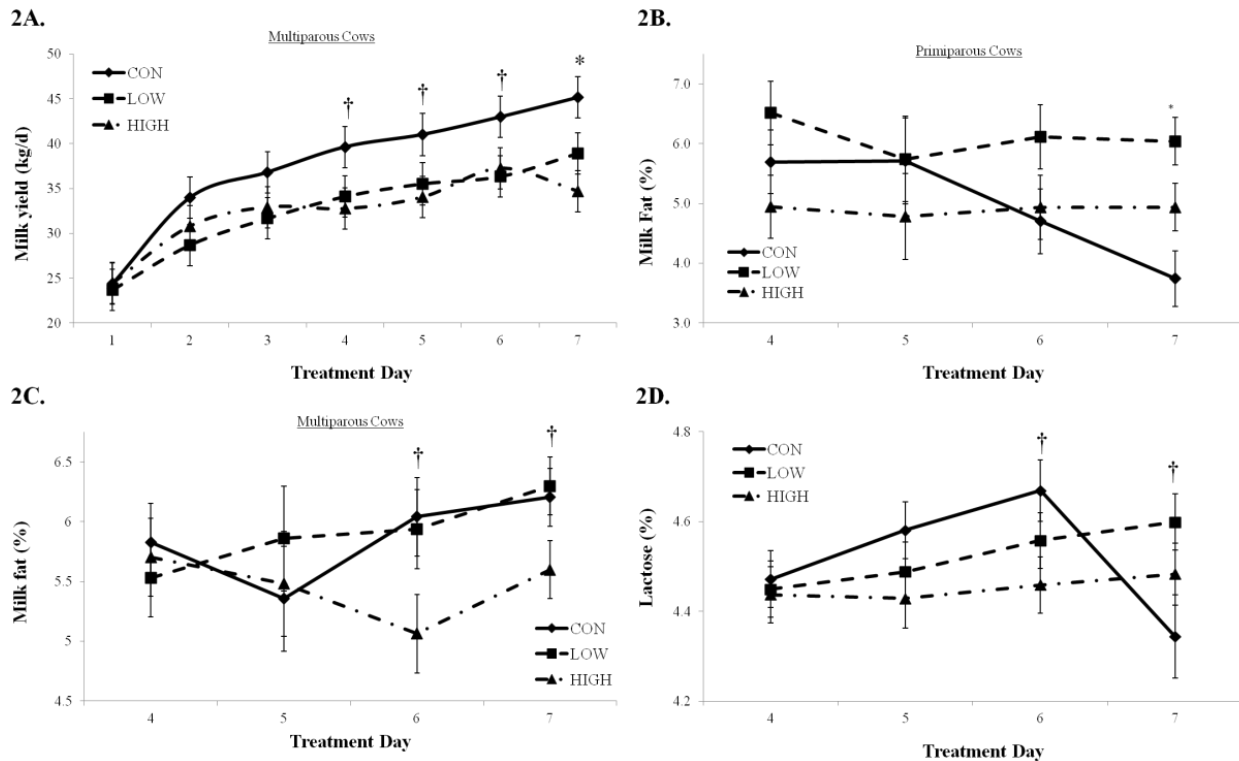 2A.
Multiparous Cows
Milk yield (kg/d)
50
45
40
35
30
25
20
CON
LOW
HIGH
†
†
†
*
1 2 3 4 5 6 7
Treatment Day
2B.
Primiparous Cows
Milk Fat (%)
7.0
6.0
5.0
4.0
3.0
*
CON
LOW
HIGH
4 5 6 7
Treatment Day
2C.
Multiparous Cows
Milk fat (%)
6.5
6
5.5
5
4.5
†
†
CON
LOW
HIGH
4 5 6 7
Treatment Day
2D.
Lactose (%)
4.8
4.6
4.4
4.2
CON
LOW
HIGH
†
†
4 5 6 7
Treatment Day